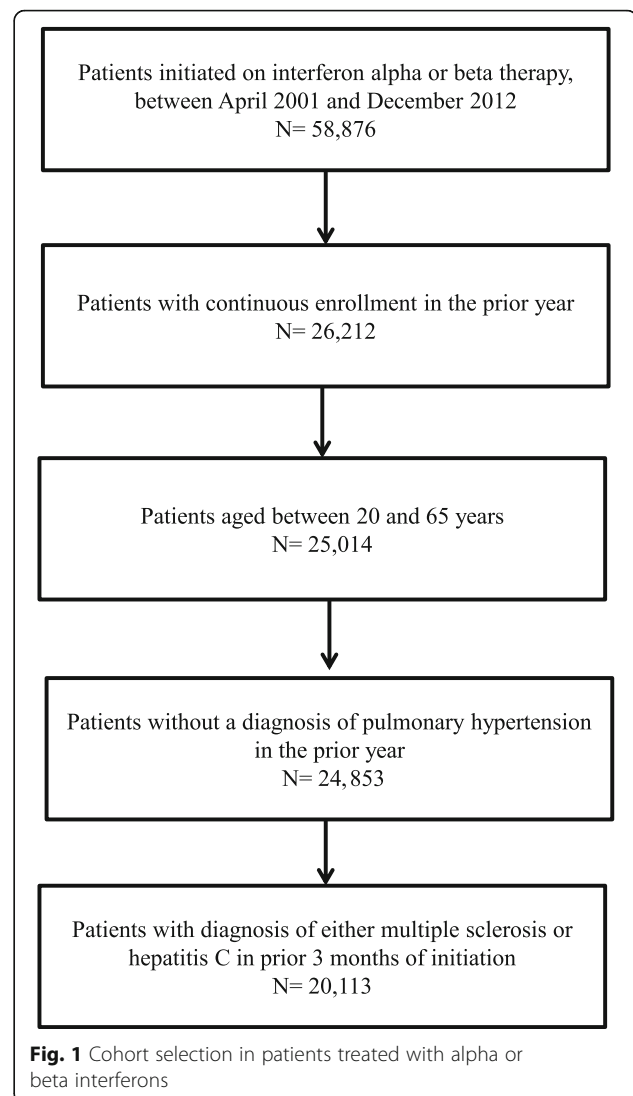 Patients initiated on interferon alpha or beta therapy,
between April 2001 and December 2012
N= 58,876
Patients with continuous enrollment in the prior year
N= 26,212
Patients aged between 20 and 65 years
N= 25,014
Patients without a diagnosis of pulmonary hypertension
in the prior year
N= 24,853
Patients with diagnosis of either multiple sclerosis or
hepatitis C in prior 3 months of initiation
N= 20,113
Fig. 1 Cohort selection in patients treated with alpha or
beta interferons